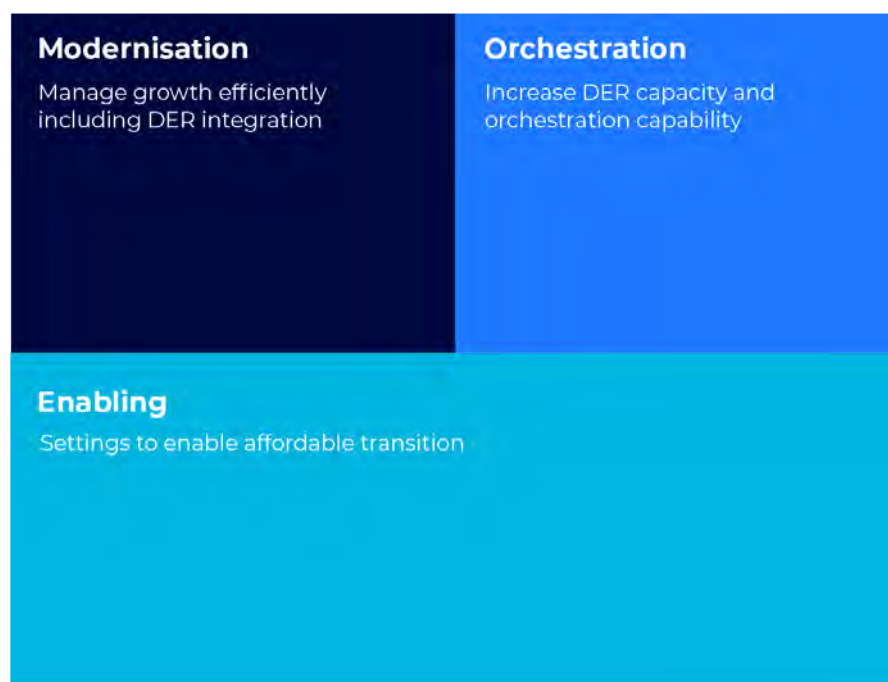 Modernisation
Manage growth efficiently
including DER integration
Orchestration
Increase DER capacity and
orchestration capability
Enabling
Settings to enable affordable transition